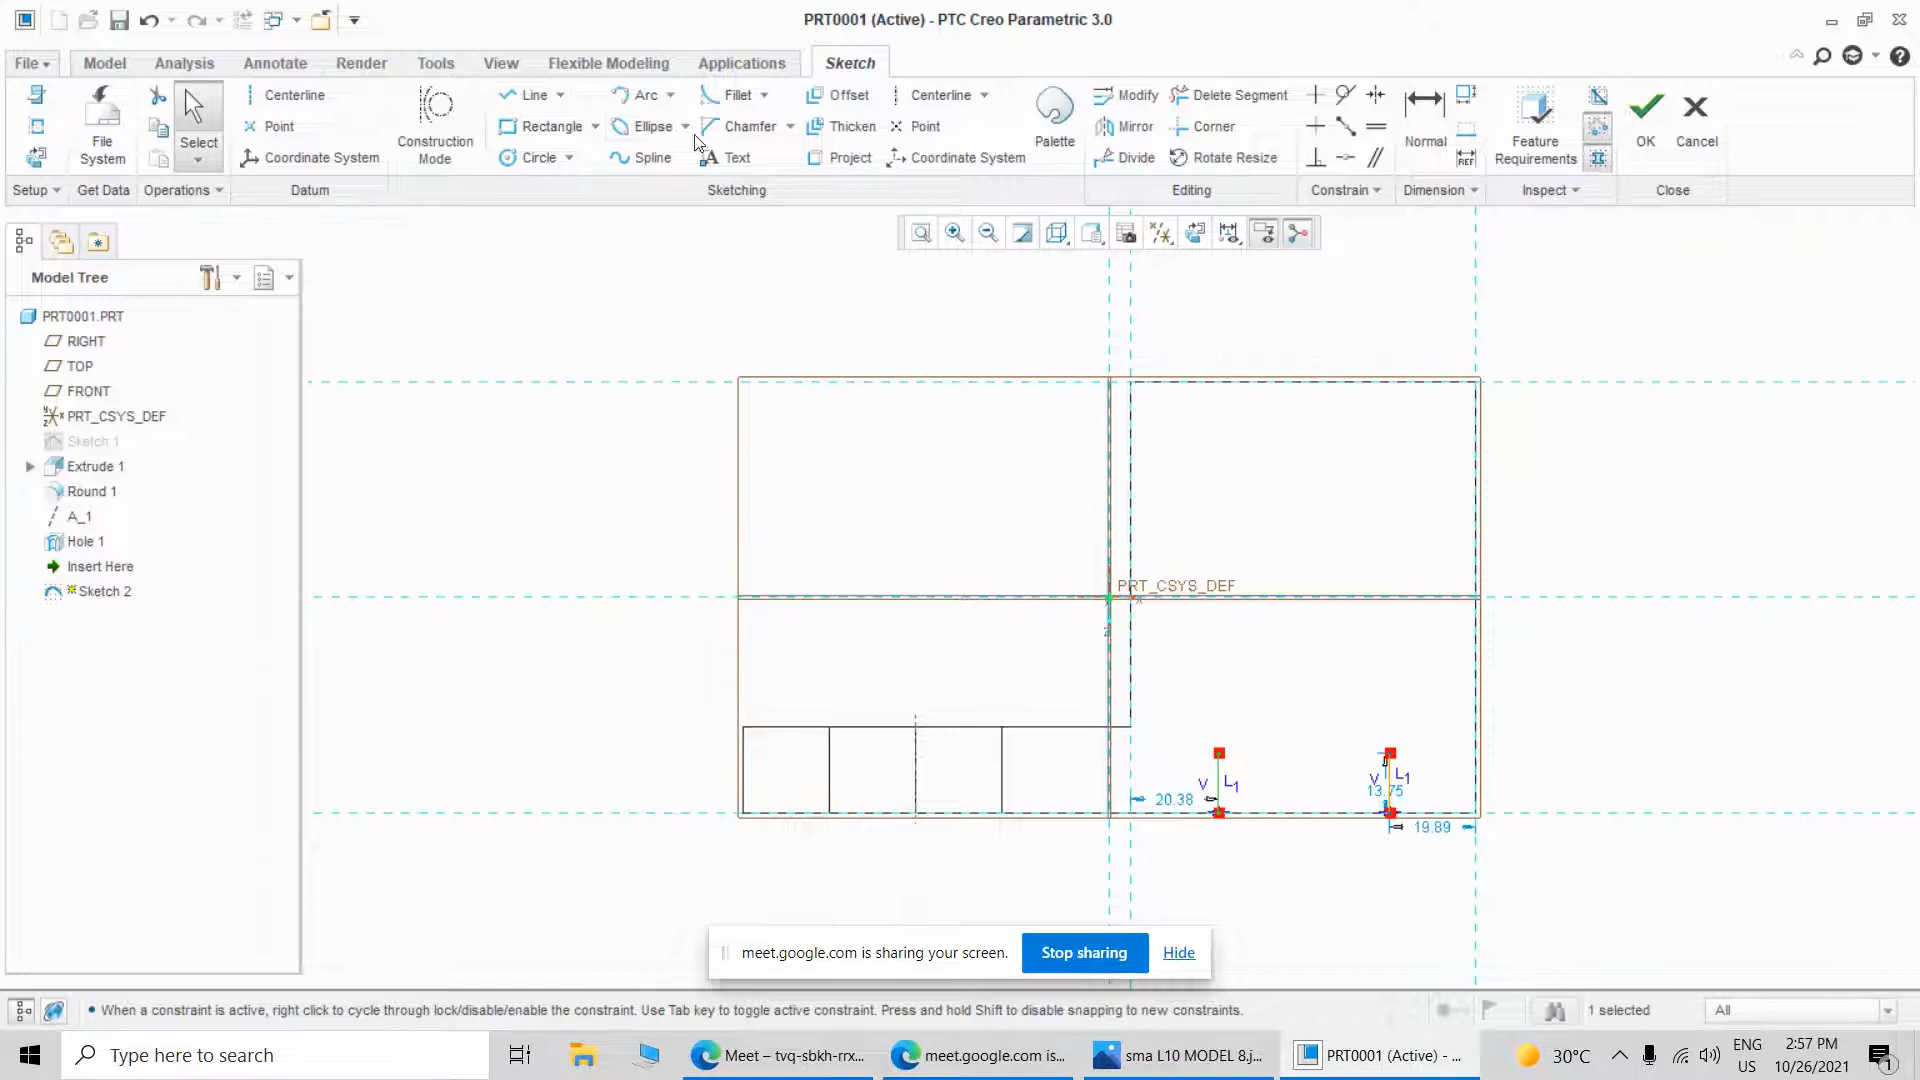 PRT0001 (Active) - PTC Creo Parametric 3.0
File Model Analysis Annotate Render Tools View Flexible Modeling Applications Sketch
Centerline Line Arc Fillet Offset Centerline Modify Delete Segment
Point Rectangle Ellipse Chamfer Thicken Point Mirror Corner
File System Select Coordinate System Construction Mode Circle Spline Text Project Coordinate System Palette Divide Rotate Resize Normal Feature Requirements OK Cancel
Setup Get Data Operations Datum Sketching Editing Constrain Dimension Inspect Close
Model Tree
PRT0001.PRT
RIGHT
TOP
FRONT
PRT_CSYS_DEF
Sketch 1
Extrude 1
Round 1
A_1
Hole 1
Insert Here
Sketch 2
PRT_CSYS_DEF
V L1
V L1
13.75
20.38
19.89
meet.google.com is sharing your screen. Stop sharing Hide
• When a constraint is active, right click to cycle through lock/disable/enable the constraint. Use Tab key to toggle active constraint. Press and hold Shift to disable snapping to new constraints. 1 selected All
Type here to search Meet – tvq-sbkh-rrx... meet.google.com is... sma L10 MODEL 8.j... PRT0001 (Active) - ... 30°C ENG US 2:57 PM 10/26/2021 1